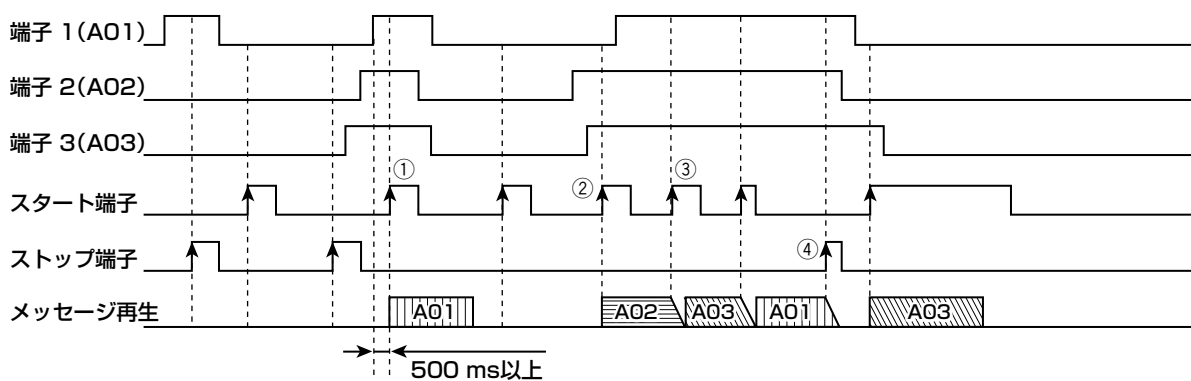 端子 1(A01)
端子 2(A02)
端子 3(A03)
①
③
②
スタート端子
④
ストップ端子
メッセージ再生
A01
A02
A03
A01
A03
500 ms以上